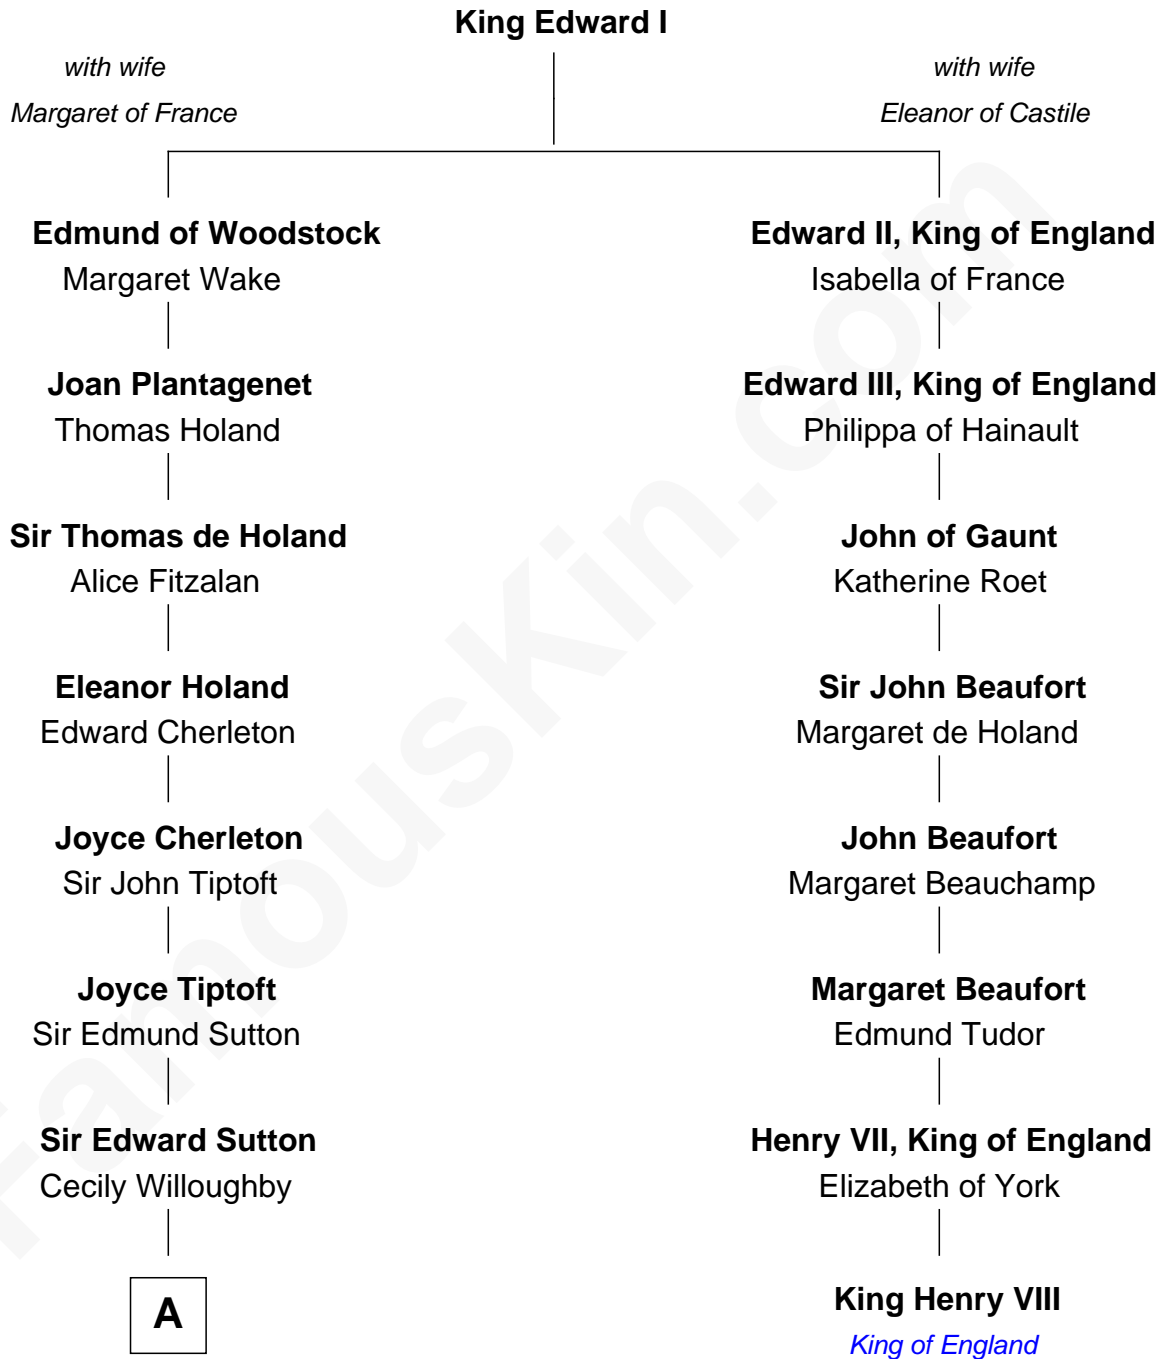 King Edward I
with wife
Margaret of France
with wife
Eleanor of Castile
Edmund of Woodstock
Margaret Wake
Edward II, King of England
Isabella of France
Joan Plantagenet
Thomas Holand
Edward III, King of England
Philippa of Hainault
Sir Thomas de Holand
Alice Fitzalan
John of Gaunt
Katherine Roet
Eleanor Holand
Edward Cherleton
Sir John Beaufort
Margaret de Holand
Joyce Cherleton
Sir John Tiptoft
John Beaufort
Margaret Beauchamp
Joyce Tiptoft
Sir Edmund Sutton
Margaret Beaufort
Edmund Tudor
Sir Edward Sutton
Cecily Willoughby
Henry VII, King of England
Elizabeth of York
A
King Henry VIII
King of England
FamousKin.com